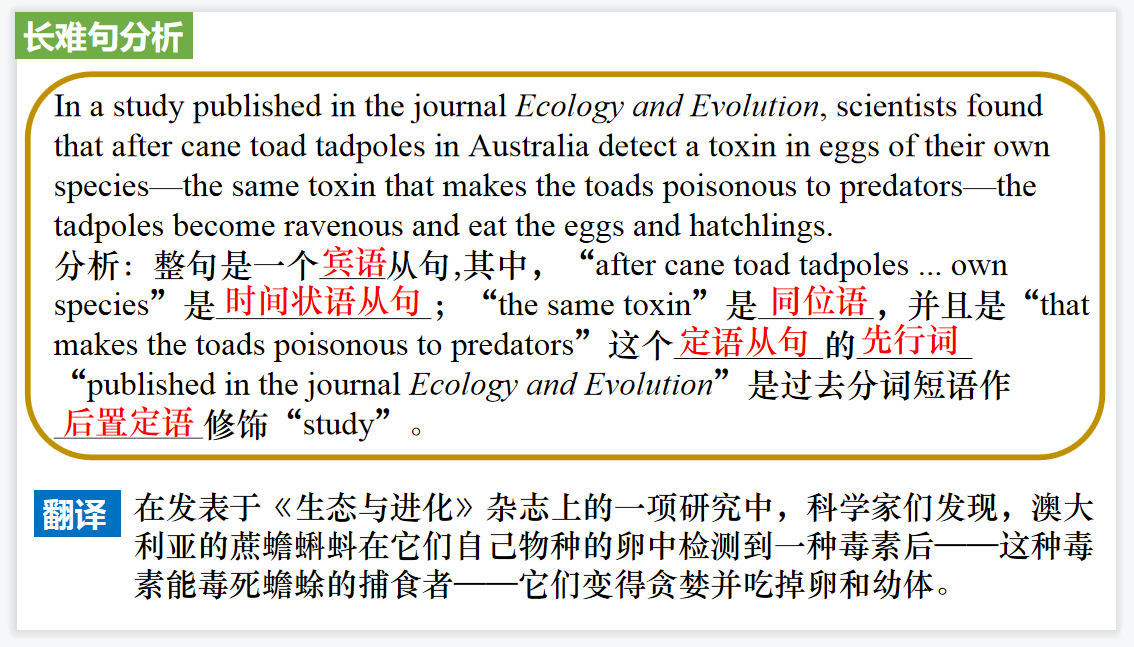 长难句分析
In a study published in the journal Ecology and Evolution, scientists found
that after cane toad tadpoles in Australia detect a toxin in eggs of their own
species—the same toxin that makes the toads poisonous to predators—the
tadpoles become ravenous and eat the eggs and hatchlings.
分析：整句是一个宾语从句,其中，“after cane toad tadpoles ... own
species”是时间状语从句；“the same toxin”是同位语，并且是“that
makes the toads poisonous to predators”这个定语从句的先行词
“published in the journal Ecology and Evolution”是过去分词短语作
后置定语修饰“study”。
翻译
在发表于《生态与进化》杂志上的一项研究中，科学家们发现，澳大
利亚的蔗蟾蝌蚪在它们自己物种的卵中检测到一种毒素后——这种毒
素能毒死蟾蜍的捕食者——它们变得贪婪并吃掉卵和幼体。